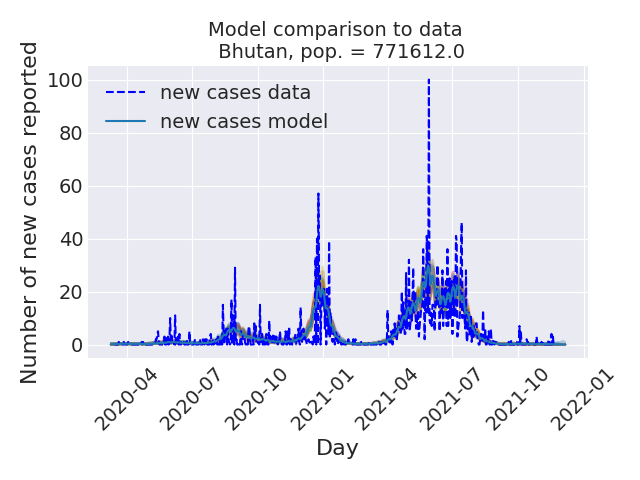 Model comparison to data
Bhutan, pop. = 771612.0
Number of new cases reported
100
80
60
40
20
0
new cases data
new cases model
2020-04
2020-07
2020-10
2021-01
2021-04
2021-07
2021-10
2022-01
Day